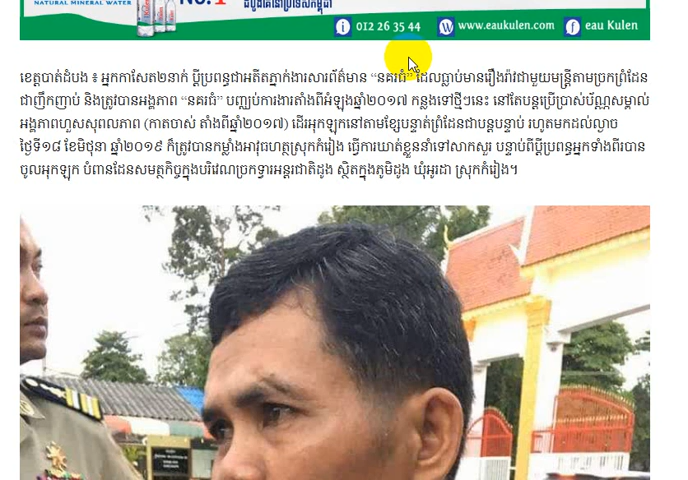 NATURAL MINERAL WATER
012 26 35 44 www.eaukulen.com eau Kulen
ខេត្តបាត់ដំបង ៖ អ្នកកាសែត២នាក់ ប្តីប្រពន្ធជាអតីតភ្នាក់ងារសារព័ត៌មាន “នគរធំ” ដែលធ្លាប់មានរឿងរ៉ាវជាមួយមន្ត្រីតាមច្រកព្រំដែន
ជាញឹកញាប់ និងត្រូវបានអង្គភាព “នគរធំ” បញ្ឈប់ការងារតាំងពីអំឡុងឆ្នាំ២០១៧ កន្លងទៅថ្មីៗនេះ នៅតែបន្តប្រើប្រាស់ប័ណ្ណសម្គាល់
អង្គភាពហួសសុពលភាព (កាតចាស់ តាំងពីឆ្នាំ២០១៧) ដើរអុកឡុកនៅតាមខ្សែបន្ទាត់ព្រំដែនជាបន្តបន្ទាប់ រហូតមកដល់ល្ងាច
ថ្ងៃទី១៨ ខែមិថុនា ឆ្នាំ២០១៩ ក៏ត្រូវបានកម្លាំងអាវុធហត្ថស្រុកកំរៀង ធ្វើការឃាត់ខ្លួននាំទៅសាកសួរ បន្ទាប់ពីប្តីប្រពន្ធអ្នកទាំងពីរបាន
ចូលអុកឡុក បំពានដែនសមត្ថកិច្ចក្នុងបរិវេណច្រកទ្វារអន្តរជាតិដូង ស្ថិតក្នុងភូមិដូង ឃុំអូរដា ស្រុកកំរៀង។